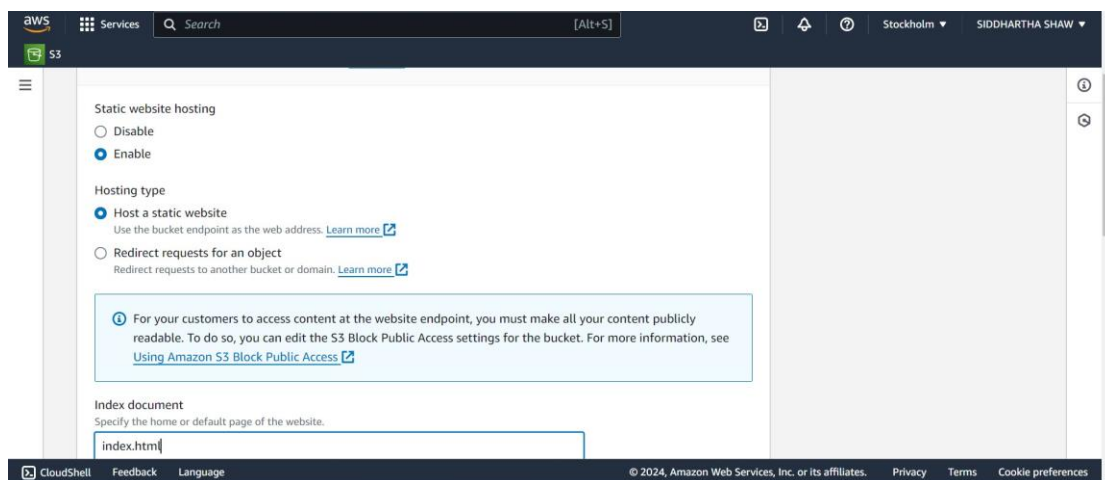 aws Services Search [Alt+S] Stockholm ▼ SIDDHARTHA SHAW ▼
S3
Static website hosting
Disable
Enable
Hosting type
Host a static website
Use the bucket endpoint as the web address. Learn more
Redirect requests for an object
Redirect requests to another bucket or domain. Learn more
For your customers to access content at the website endpoint, you must make all your content publicly
readable. To do so, you can edit the S3 Block Public Access settings for the bucket. For more information, see
Using Amazon S3 Block Public Access
Index document
Specify the home or default page of the website.
index.html
CloudShell Feedback Language © 2024, Amazon Web Services, Inc. or its affiliates. Privacy Terms Cookie preferences